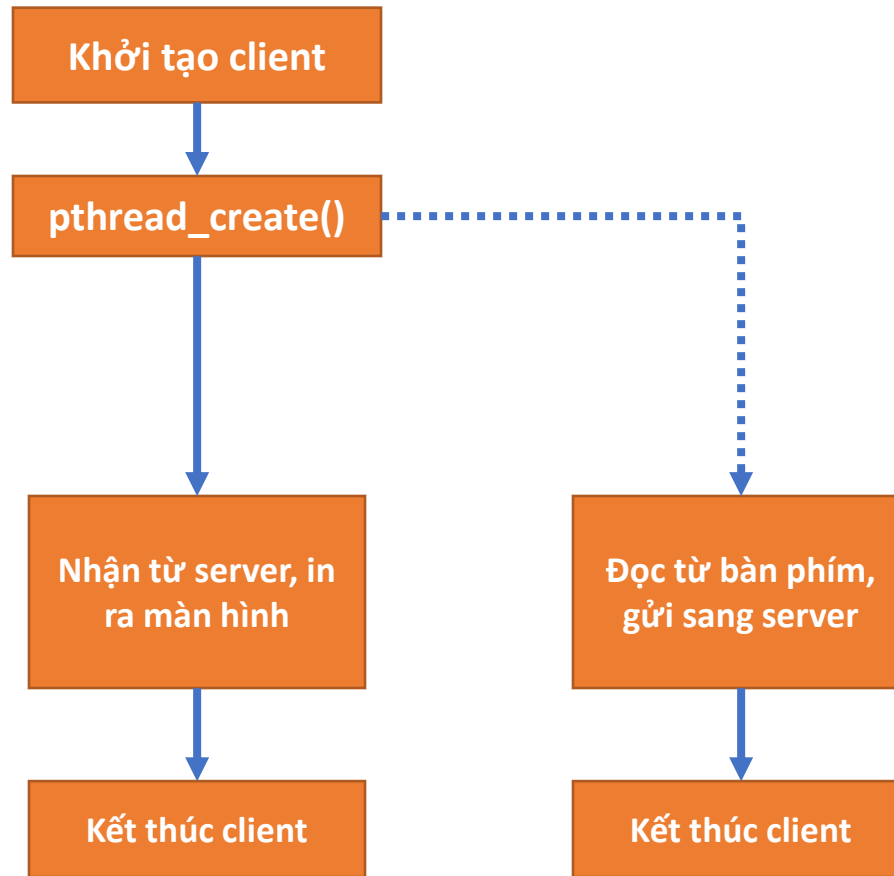 Khởi tạo client
pthread_create()
Nhận từ server, in
ra màn hình
Đọc từ bàn phím,
gửi sang server
Kết thúc client
Kết thúc client